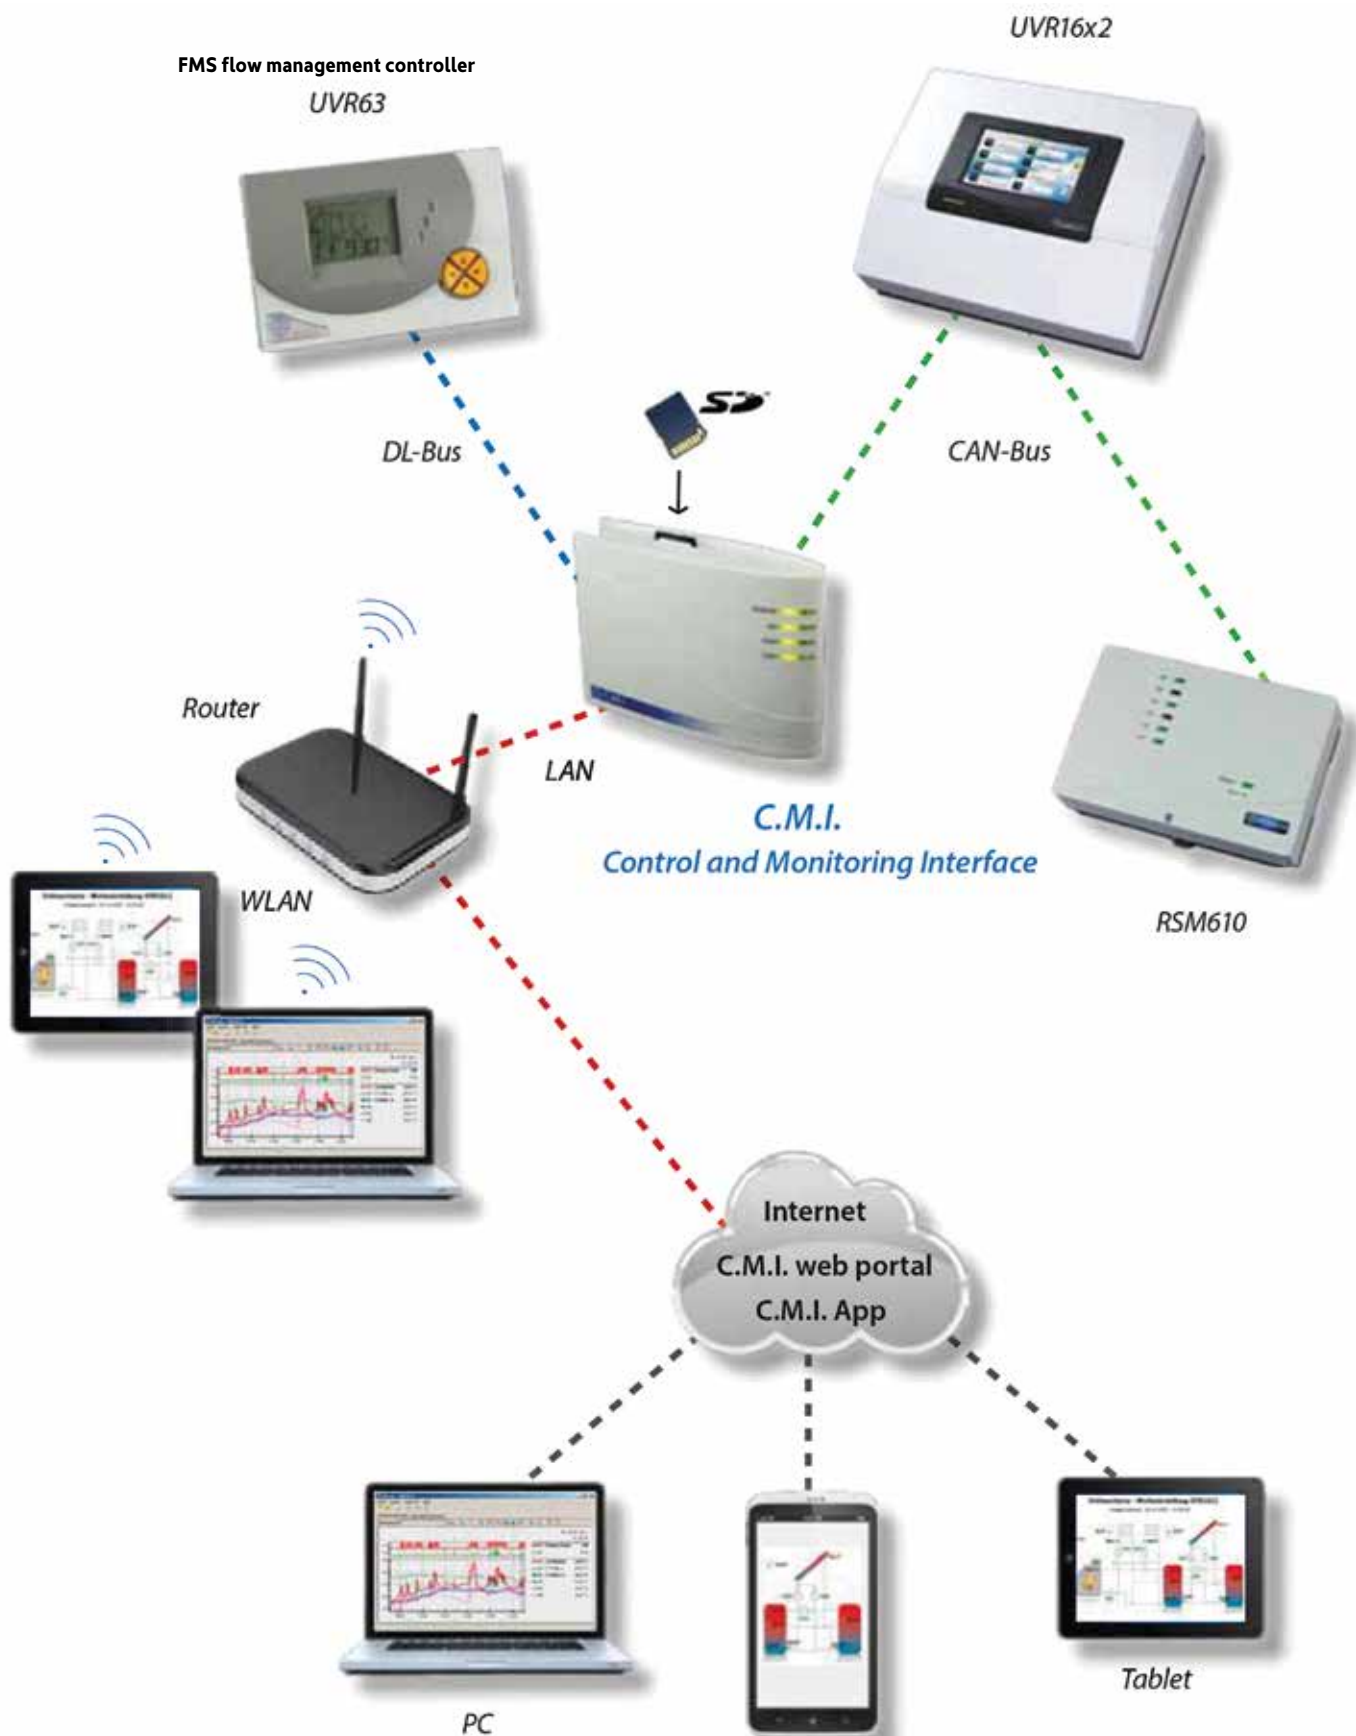 UVR16x2
FMS flow management controller
UVR63
SD
DL-Bus
CAN-Bus
Router
LAN
C.M.I.
Control and Monitoring Interface
WLAN
RSM610
Internet
C.M.I. web portal
C.M.I. App
Tablet
PC